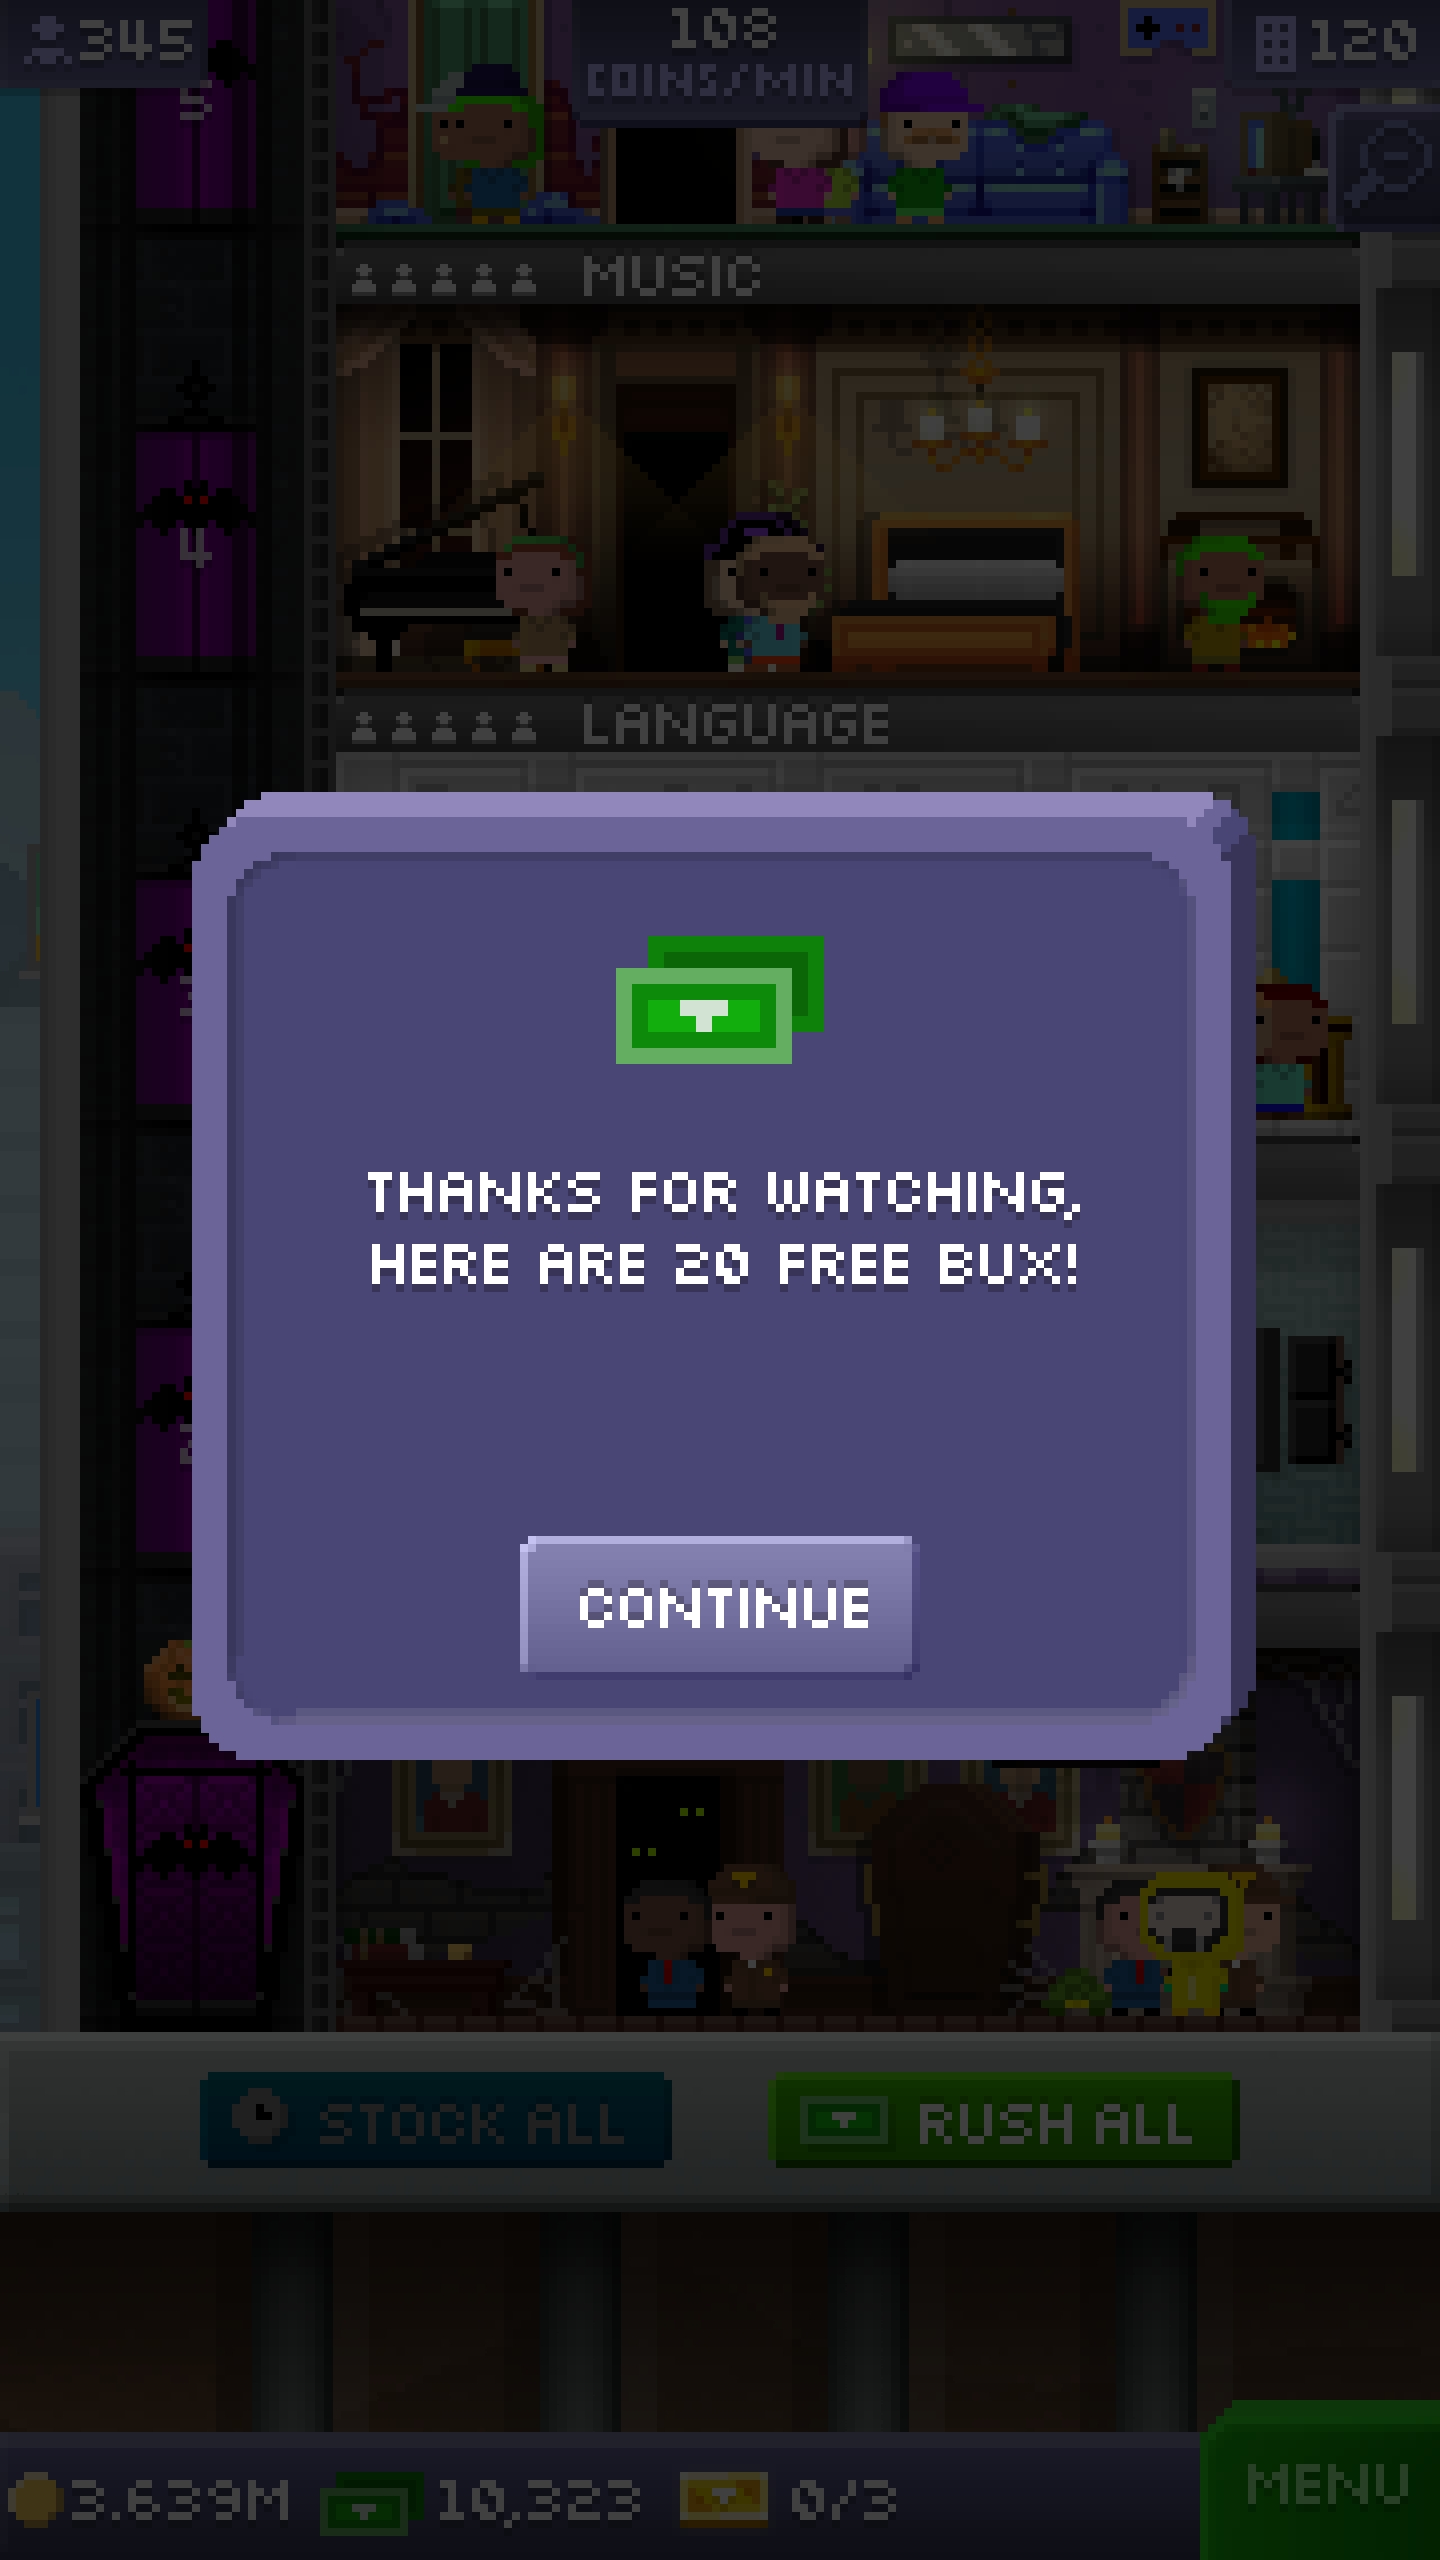 345
108
COINS/MIN
120
5
MUSIC
4
LANGUAGE
THANKS FOR WATCHING,
HERE ARE 20 FREE BUX!
CONTINUE
STOCK ALL
RUSH ALL
3.639M
10,323
0/3
MENU